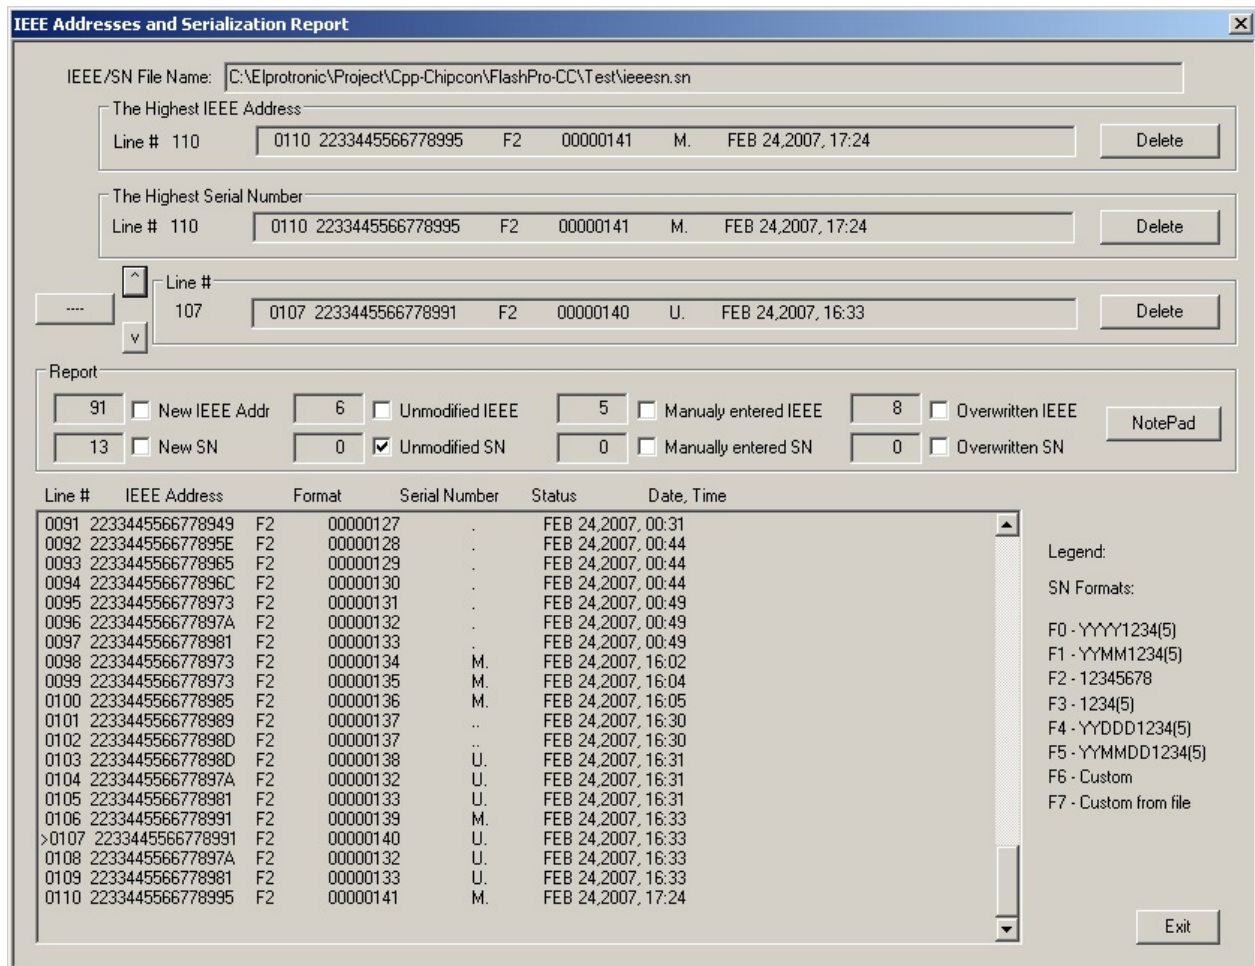 IEEE Addresses and Serialization Report
IEEE/SN File Name: C:\Elprotronic\Project\Cpp-Chipcon\FlashPro-CC\Test\ieeesn.sn
The Highest IEEE Address
Line # 110 0110 2233445566778995 F2 00000141 M. FEB 24,2007, 17:24 Delete
The Highest Serial Number
Line # 110 0110 2233445566778995 F2 00000141 M. FEB 24,2007, 17:24 Delete
^ Line #
---- 107 0107 2233445566778991 F2 00000140 U. FEB 24,2007, 16:33 Delete
v
Report
91 New IEEE Addr 6 Unmodified IEEE 5 Manualy entered IEEE 8 Overwritten IEEE
NotePad
13 New SN 0 Unmodified SN 0 Manually entered SN 0 Overwritten SN
Line # IEEE Address Format Serial Number Status Date, Time
0091 2233445566778949 F2 00000127 . FEB 24,2007, 00:31
0092 223344556677895E F2 00000128 . FEB 24,2007, 00:44
0093 2233445566778965 F2 00000129 . FEB 24,2007, 00:44
0094 223344556677896C F2 00000130 . FEB 24,2007, 00:44
0095 2233445566778973 F2 00000131 . FEB 24,2007, 00:49
0096 223344556677897A F2 00000132 . FEB 24,2007, 00:49
0097 2233445566778981 F2 00000133 . FEB 24,2007, 00:49
0098 2233445566778973 F2 00000134 M. FEB 24,2007, 16:02
0099 2233445566778973 F2 00000135 M. FEB 24,2007, 16:04
0100 2233445566778985 F2 00000136 M. FEB 24,2007, 16:05
0101 2233445566778989 F2 00000137 .. FEB 24,2007, 16:30
0102 223344556677898D F2 00000137 .. FEB 24,2007, 16:30
0103 223344556677898D F2 00000138 U. FEB 24,2007, 16:31
0104 223344556677897A F2 00000132 U. FEB 24,2007, 16:31
0105 2233445566778981 F2 00000133 U. FEB 24,2007, 16:31
0106 2233445566778991 F2 00000139 M. FEB 24,2007, 16:33
>0107 2233445566778991 F2 00000140 U. FEB 24,2007, 16:33
0108 223344556677897A F2 00000132 U. FEB 24,2007, 16:33
0109 2233445566778981 F2 00000133 U. FEB 24,2007, 16:33
0110 2233445566778995 F2 00000141 M. FEB 24,2007, 17:24
Legend:
SN Formats:
F0 - YYYY1234(5)
F1 - YYMM1234(5)
F2 - 12345678
F3 - 1234(5)
F4 - YYDDD1234(5)
F5 - YYMMDD1234(5)
F6 - Custom
F7 - Custom from file
Exit